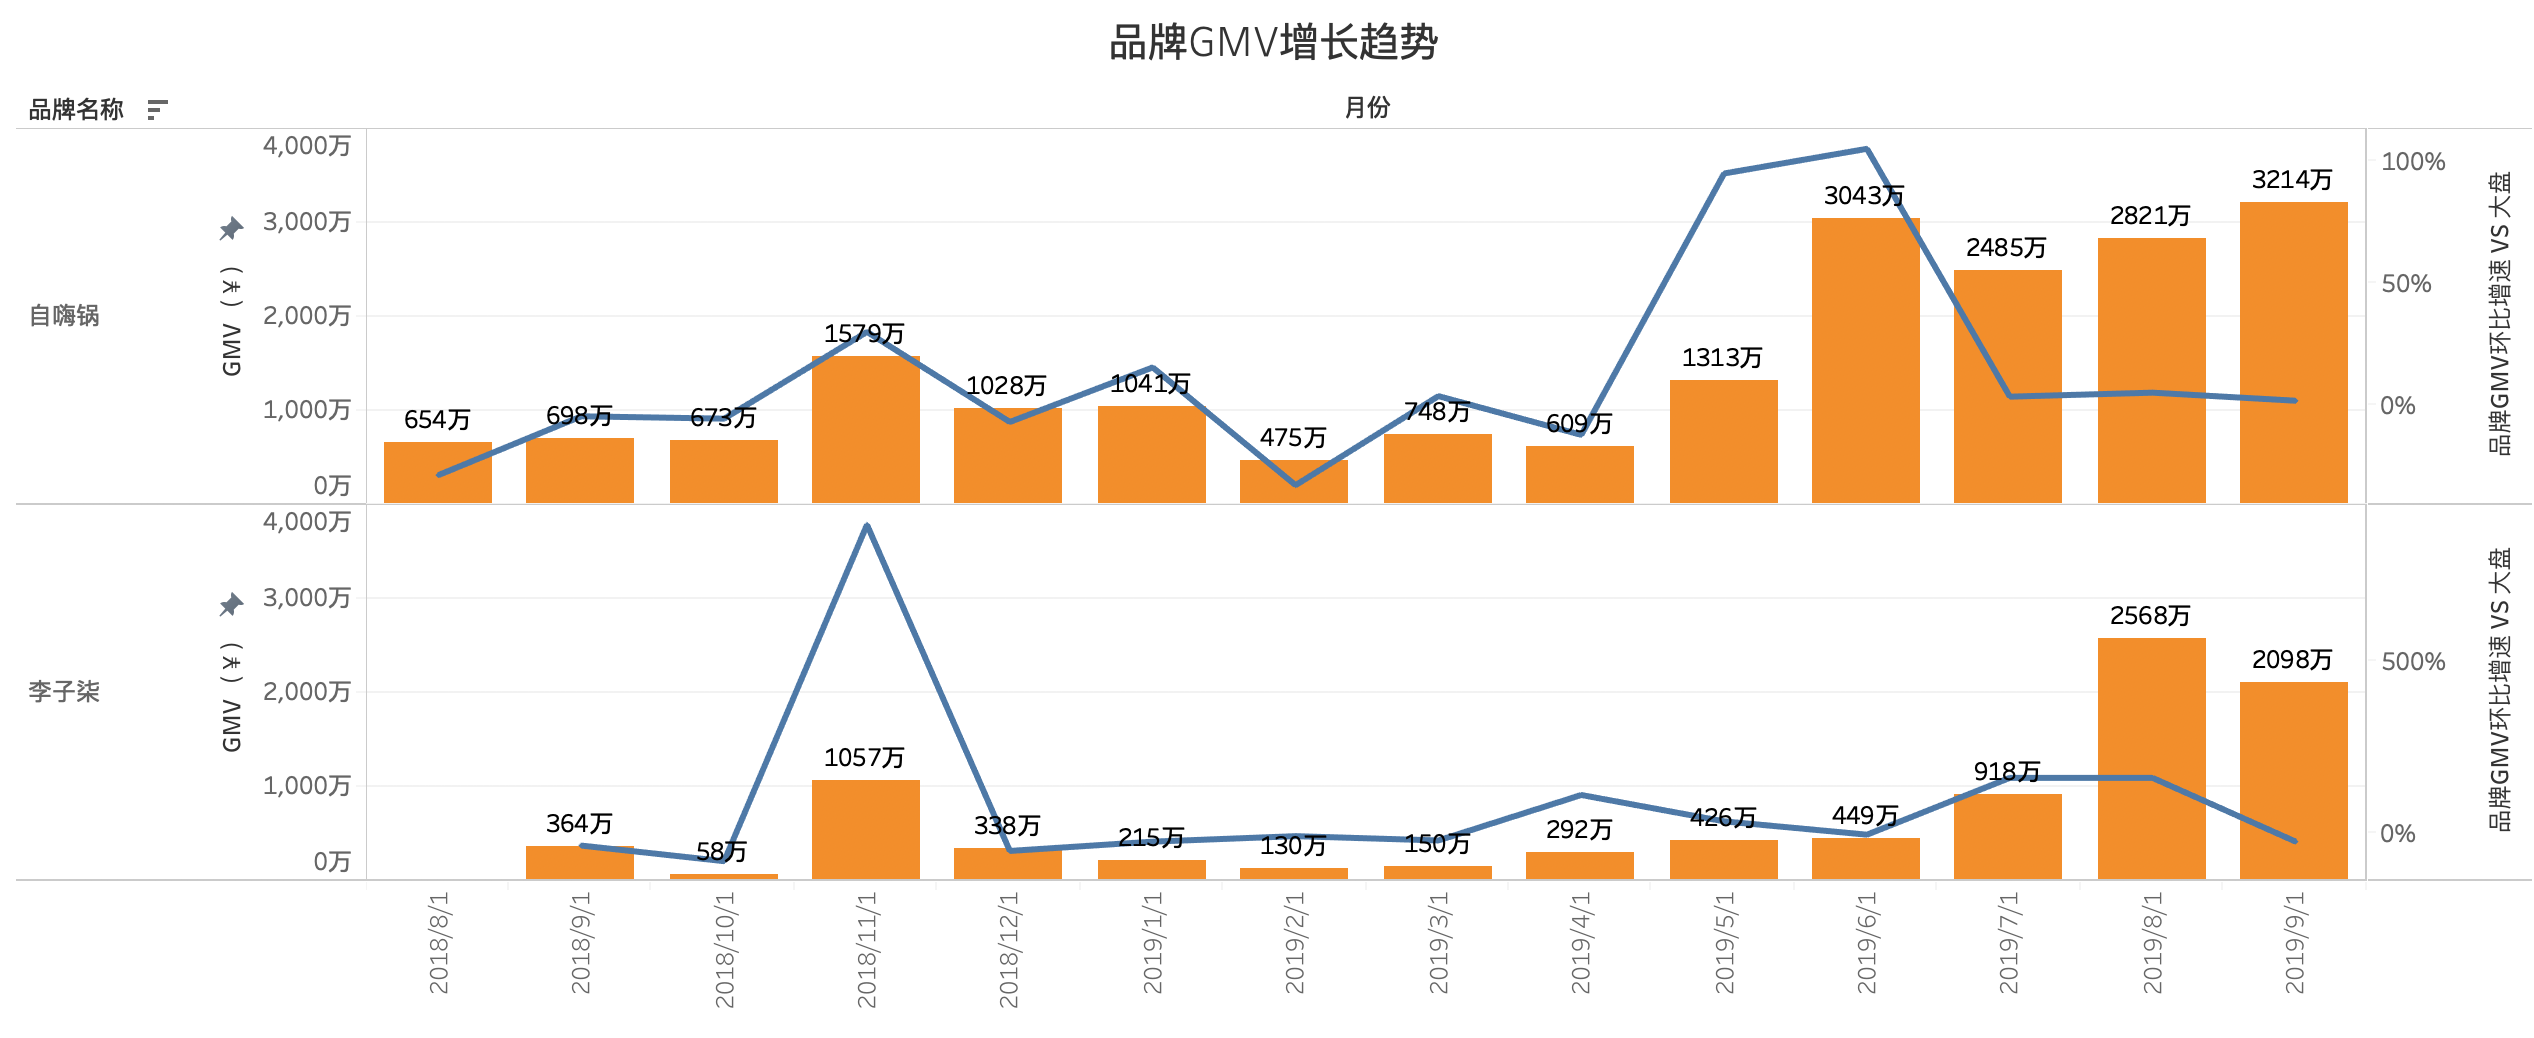 品牌GMV增长趋势
品牌名称
月份
自嗨锅
GMV（¥）
4,000万
3,000万
2,000万
1,000万
0万
654万
698万
673万
1579万
1028万
1041万
475万
748万
609万
1313万
3043万
2485万
2821万
3214万
100%
50%
0%
品牌GMV环比增速 VS 大盘
李子柒
GMV（¥）
4,000万
3,000万
2,000万
1,000万
0万
364万
58万
1057万
338万
215万
130万
150万
292万
426万
449万
918万
2568万
2098万
500%
0%
品牌GMV环比增速 VS 大盘
2018/8/1
2018/9/1
2018/10/1
2018/11/1
2018/12/1
2019/1/1
2019/2/1
2019/3/1
2019/4/1
2019/5/1
2019/6/1
2019/7/1
2019/8/1
2019/9/1